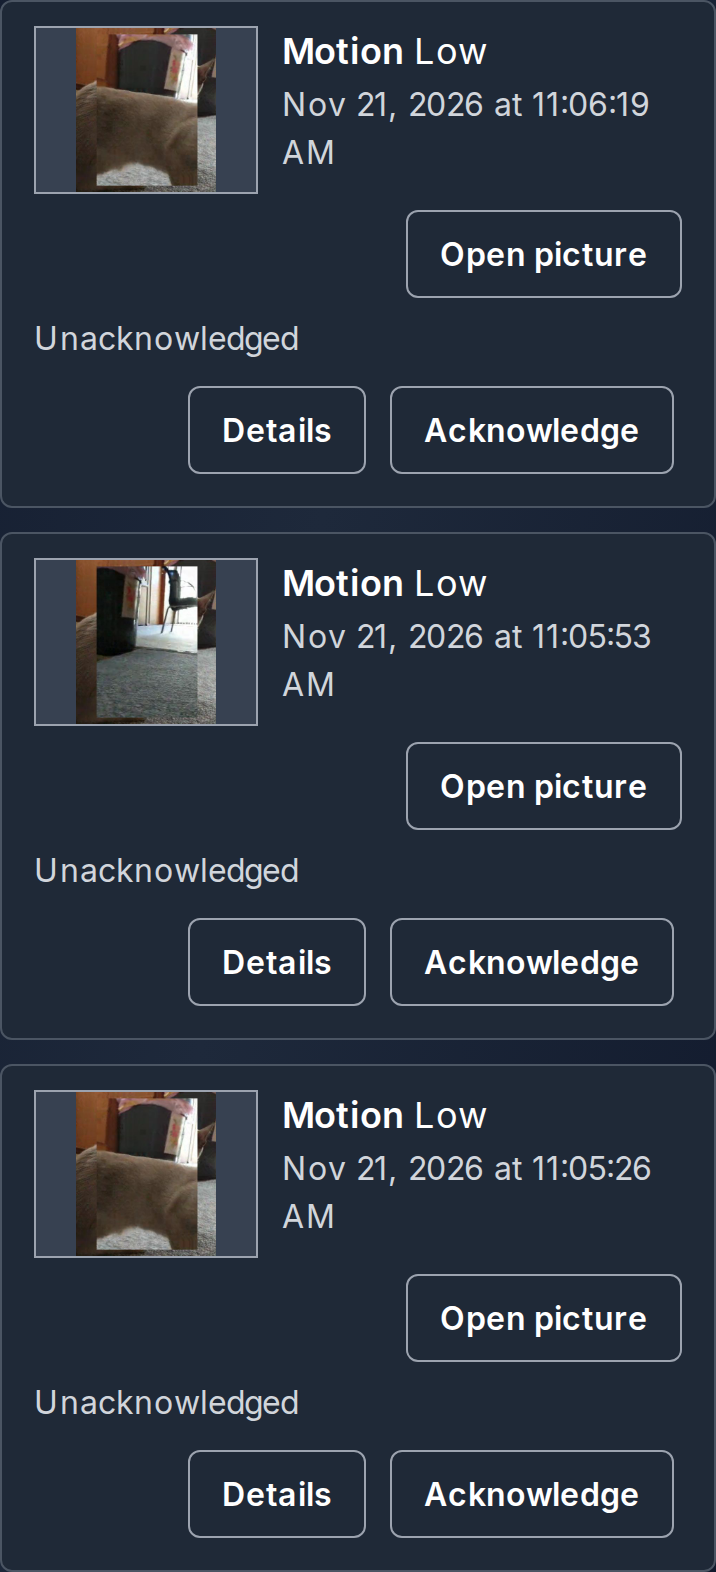 Motion Low
Nov 21, 2026 at 11:06:19
AM
Open picture
Unacknowledged
Details Acknowledge
Motion Low
Nov 21, 2026 at 11:05:53
AM
Open picture
Unacknowledged
Details Acknowledge
Motion Low
Nov 21, 2026 at 11:05:26
AM
Open picture
Unacknowledged
Details Acknowledge